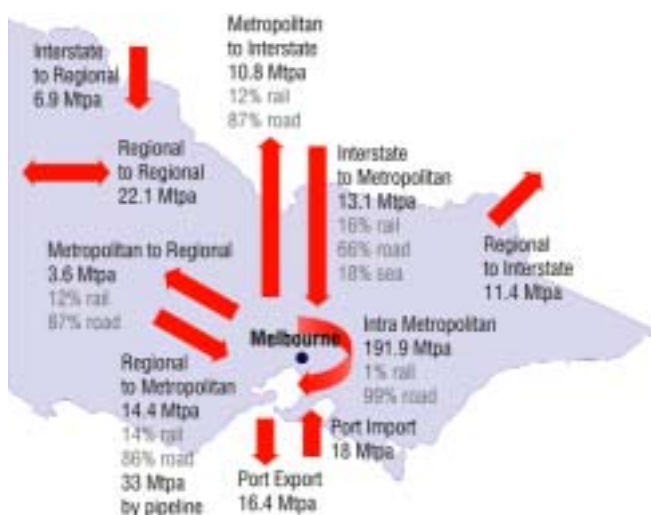 Metropolitan
to Interstate
10.8 Mtpa
12% rail
87% road
Interstate
to Regional
6.9 Mtpa
Regional
to Regional
22.1 Mtpa
Interstate
to Metropolitan
13.1 Mtpa
16% rail
66% road
18% sea
Regional
to Interstate
11.4 Mtpa
Metropolitan to Regional
3.6 Mtpa
12% rail
87% road
Melbourne
Intra Metropolitan
191.9 Mtpa
1% rail
99% road
Regional
to Metropolitan
14.4 Mtpa
14% rail
86% road
33 Mtpa
by pipeline
Port Export
16.4 Mtpa
Port Import
18 Mtpa